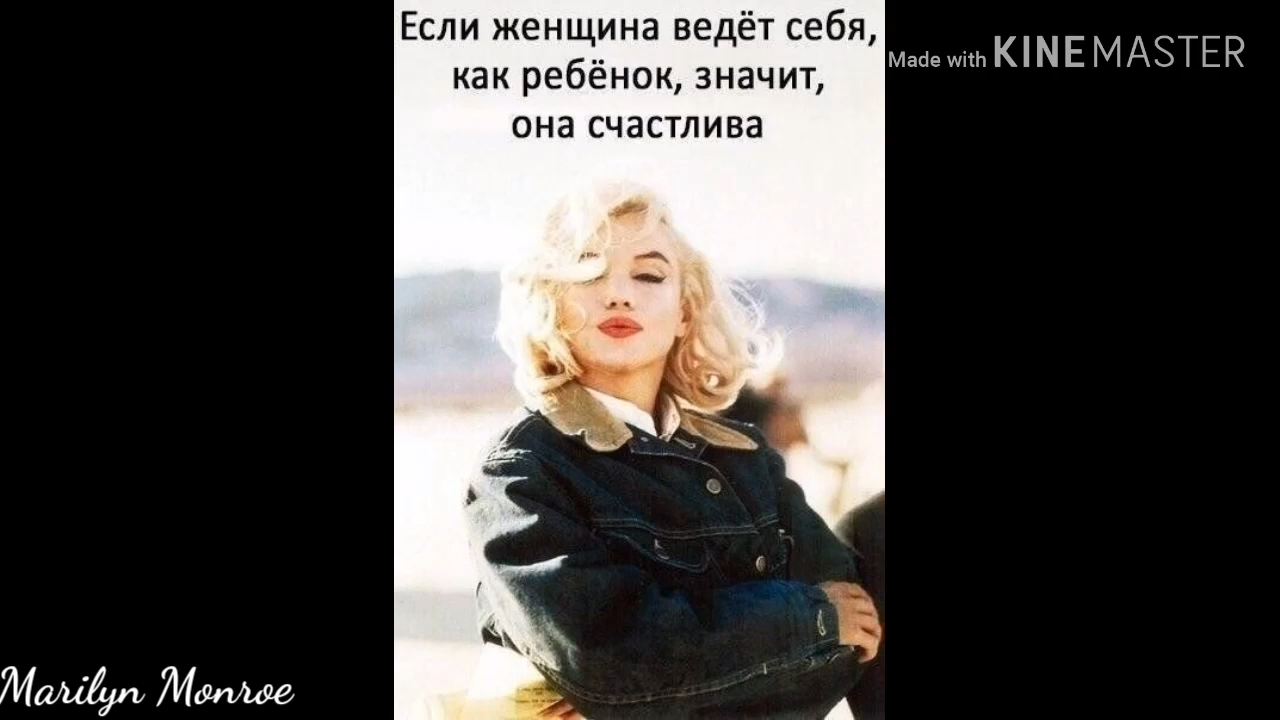 Если женщина ведёт себя,
как ребёнок, значит,
она счастлива
Made with KINEMASTER
Marilyn Monroe